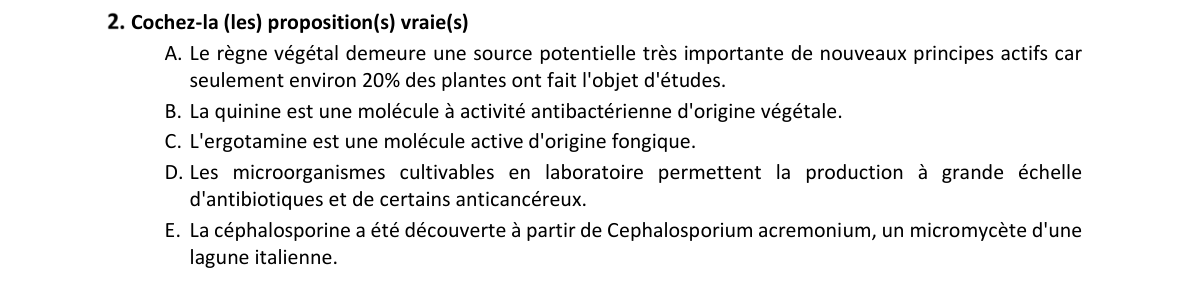 2. Cochez-la (les) proposition(s) vraie(s)
A. Le règne végétal demeure une source potentielle très importante de nouveaux principes actifs car
seulement environ 20% des plantes ont fait l'objet d'études.
B. La quinine est une molécule à activité antibactérienne d'origine végétale.
C. L'ergotamine est une molécule active d'origine fongique.
D. Les microorganismes cultivables en laboratoire permettent la production à grande échelle
d'antibiotiques et de certains anticancéreux.
E. La céphalosporine a été découverte à partir de Cephalosporium acremonium, un micromycète d'une
lagune italienne.